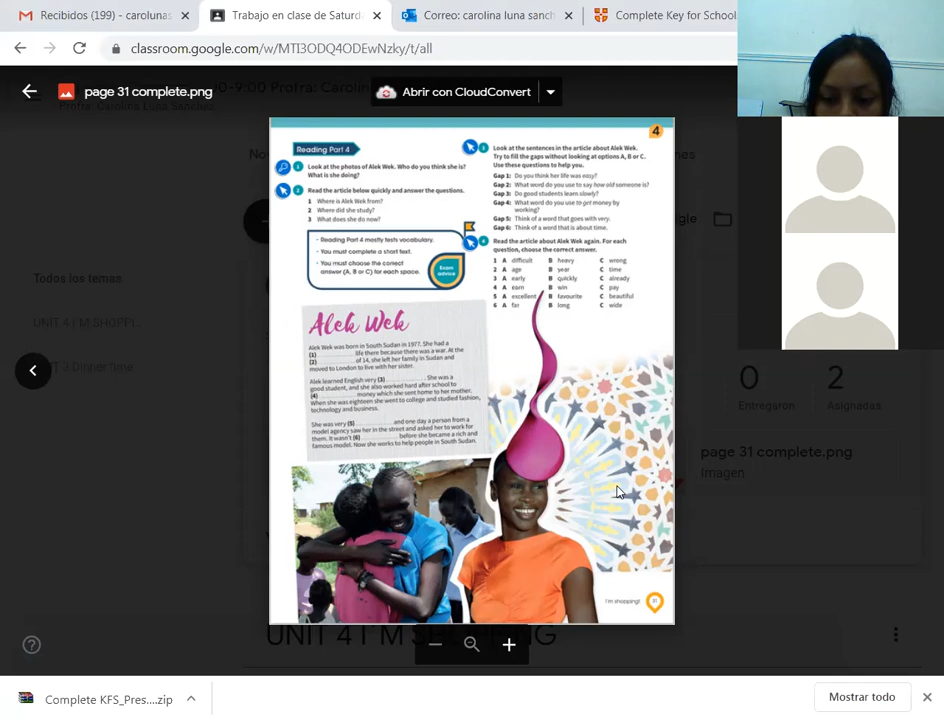 Recibidos (199) - carolunas
Trabajo en clase de Saturd
Correo: carolina luna sanch
Complete Key for School
classroom.google.com/w/MTI3ODQ4ODEwNzky/t/all
page 31 complete.png
Abrir con CloudConvert
4
Reading Part 4
1 Look at the photos of Alek Wek. Who do you think she is?
What is she doing?
2 Read the article below quickly and answer the questions.
1 Where is Alek Wek from?
2 Where did she study?
3 What does she do now?
- Reading Part 4 mostly tests vocabulary.
- You must complete a short text.
- You must choose the correct
answer (A, B or C) for each space.
Exam
advice
3 Look at the sentences in the article about Alek Wek.
Try to fill the gaps without looking at options A, B or C.
Use these questions to help you.
Gap 1: Do you think her life was easy?
Gap 2: What word do you use to say how old someone is?
Gap 3: Do good students learn slowly?
Gap 4: What word do you use to get money by
working?
Gap 5: Think of a word that goes with very.
Gap 6: Think of a word that is about time.
4 Read the article about Alek Wek again. For each
question, choose the correct answer.
1 A difficult B heavy C wrong
2 A age B year C time
3 A early B quickly C already
4 A earn B win C pay
5 A excellent B favourite C beautiful
6 A far B long C wide
Alek Wek
Alek Wek was born in South Sudan in 1977. She had a
(1) life there because there was a war. At the
(2) of 14, she left her family in Sudan and
moved to London to live with her sister.
Alek learned English very (3) . She was a
good student, and she also worked hard after school to
(4) money which she sent home to her mother.
When she was eighteen she went to college and studied fashion,
technology and business.
She was very (5) and one day a person from a
model agency saw her in the street and asked her to work for
them. It wasn't (6) before she became a rich and
famous model. Now she works to help people in South Sudan.
I'm shopping!
31
Todos los temas
UNIT 4 I´M SHOPPI...
Dinner time
0
2
Entregaron
Asignadas
page 31 complete.png
Imagen
UNIT 4 I´M SHOPPING
Complete KFS_Pres....zip
Mostrar todo